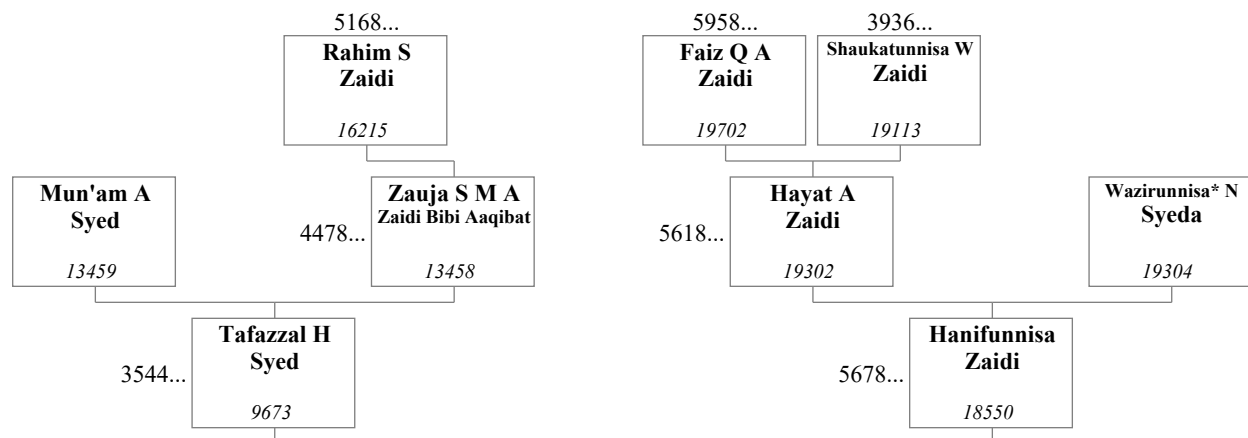 5168...
5958...
3936...
Rahim S
Zaidi
16215
Faiz Q A
Zaidi
19702
Shaukatunnisa W
Zaidi
19113
Mun'am A
Syed
13459
4478...
Zauja S M A
Zaidi Bibi Aaqibat
13458
5618...
Hayat A
Zaidi
19302
Wazirunnisa* N
Syeda
19304
3544...
Tafazzal H
Syed
9673
5678...
Hanifunnisa
Zaidi
18550